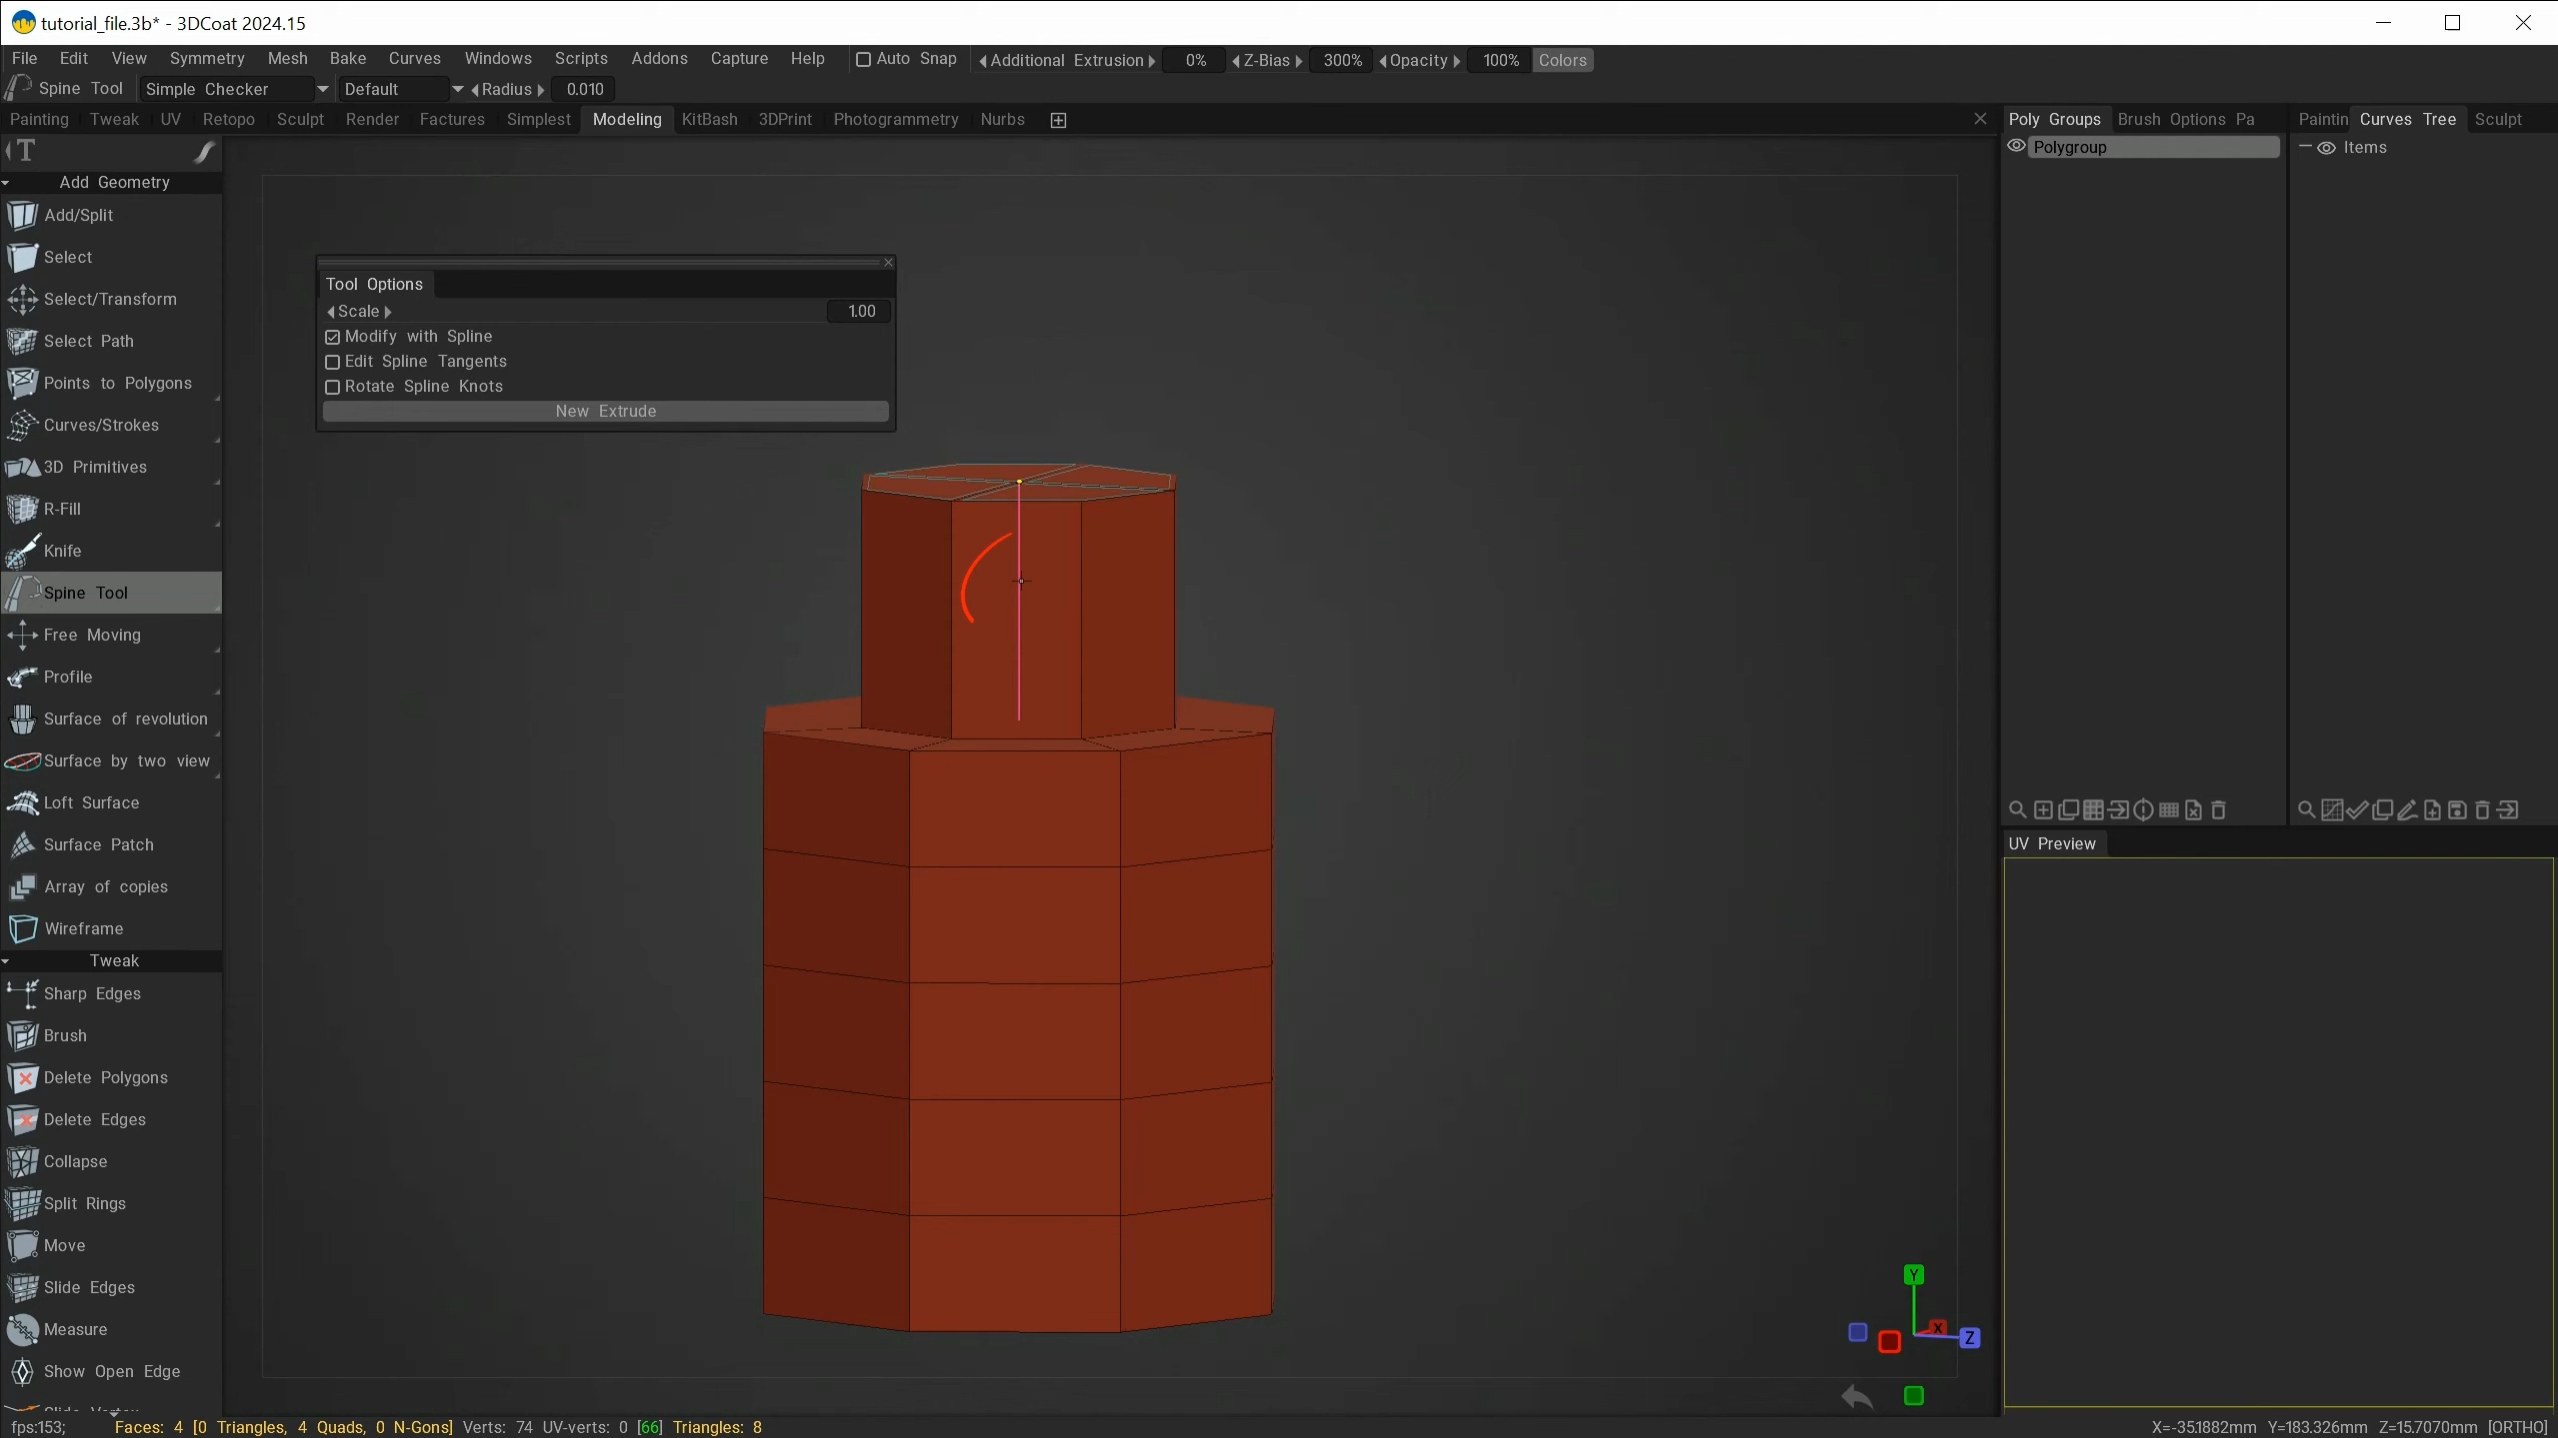 tutorial_file.3b* - 3DCoat 2024.15
File Edit View Symmetry Mesh Bake Curves Windows Scripts Addons Capture Help Auto Snap Additional Extrusion 0% Z-Bias 300% Opacity 100% Colors
Spine Tool Simple Checker Default Radius 0.010
Painting Tweak UV Retopo Sculpt Render Factures Simplest Modeling KitBash 3DPrint Photogrammetry Nurbs
Poly Groups Brush Options Pa
Paintin Curves Tree Sculpt
Polygroup
Items
T
Add Geometry
Add/Split
Select
Select/Transform
Select Path
Points to Polygons
Curves/Strokes
3D Primitives
R-Fill
Knife
Spine Tool
Free Moving
Profile
Surface of revolution
Surface by two view
Loft Surface
Surface Patch
Array of copies
Wireframe
Tweak
Sharp Edges
Brush
Delete Polygons
Delete Edges
Collapse
Split Rings
Move
Slide Edges
Measure
Show Open Edge
Tool Options
Scale 1.00
Modify with Spline
Edit Spline Tangents
Rotate Spline Knots
New Extrude
UV Preview
Y
X
Z
fps:153; Faces: 4 [0 Triangles, 4 Quads, 0 N-Gons] Verts: 74 UV-verts: 0 [66] Triangles: 8
X=-35.1882mm Y=183.326mm Z=15.7070mm [ORTHO]